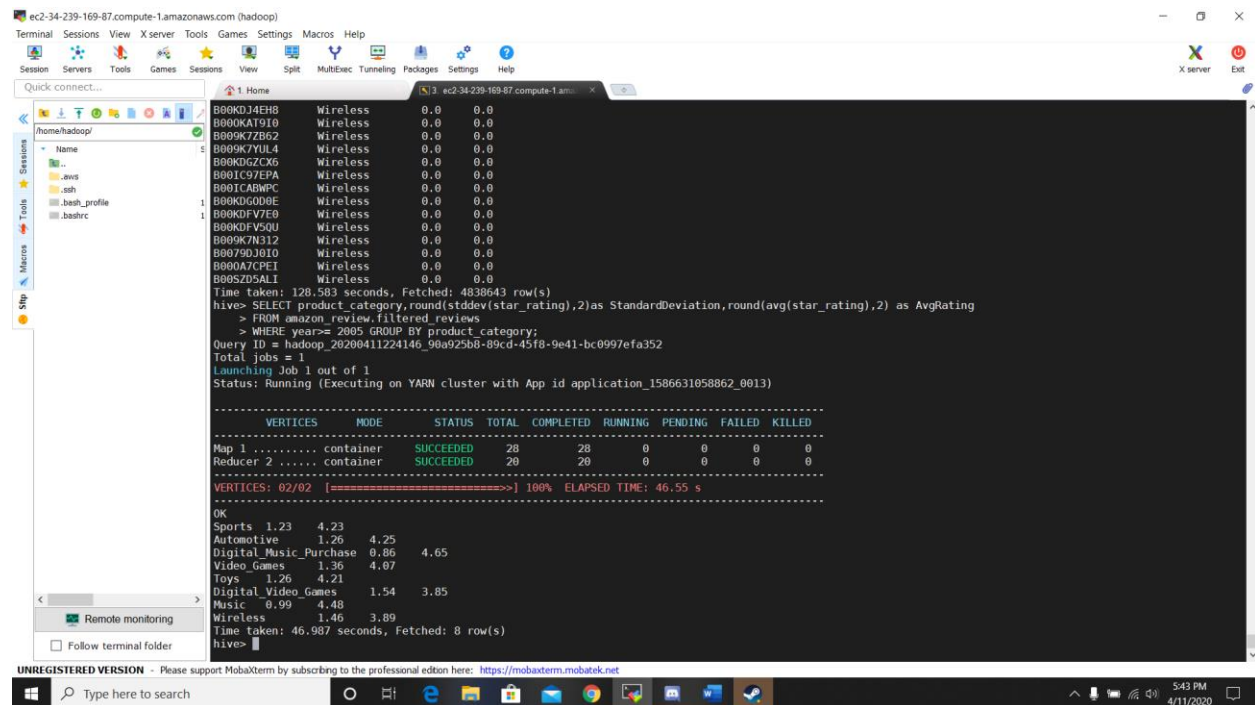 ec2-34-239-169-87.compute-1.amazonaws.com (hadoop)
Terminal Sessions View X server Tools Games Settings Macros Help
Session Servers Tools Games Sessions View Split MultiExec Tunneling Packages Settings Help X server Exit
Quick connect...
1. Home
3. ec2-34-239-169-87.compute-1.ama
/home/hadoop/
Name
..
.aws
.ssh
.bash_profile
.bashrc
Sessions
Tools
Macros
Sftp
B00KDJ4EH8 Wireless 0.0 0.0
B00OKAT9I0 Wireless 0.0 0.0
B009K7ZB62 Wireless 0.0 0.0
B009K7YUL4 Wireless 0.0 0.0
B00KDGZCX6 Wireless 0.0 0.0
B00IC97EPA Wireless 0.0 0.0
B00ICABWPC Wireless 0.0 0.0
B00KDGOD0E Wireless 0.0 0.0
B00KDFV7E0 Wireless 0.0 0.0
B00KDFV5QU Wireless 0.0 0.0
B009K7N312 Wireless 0.0 0.0
B0079DJ0IO Wireless 0.0 0.0
B000A7CPEI Wireless 0.0 0.0
B00SZD5ALI Wireless 0.0 0.0
Time taken: 128.583 seconds, Fetched: 4838643 row(s)
hive> SELECT product_category,round(stddev(star_rating),2)as StandardDeviation,round(avg(star_rating),2) as AvgRating
> FROM amazon_review.filtered_reviews
> WHERE year>= 2005 GROUP BY product_category;
Query ID = hadoop_20200411224146_90a925b8-89cd-45f8-9e41-bc0997efa352
Total jobs = 1
Launching Job 1 out of 1
Status: Running (Executing on YARN cluster with App id application_1586631058862_0013)
VERTICES MODE STATUS TOTAL COMPLETED RUNNING PENDING FAILED KILLED
Map 1 .......... container SUCCEEDED 28 28 0 0 0 0
Reducer 2 ...... container SUCCEEDED 20 20 0 0 0 0
VERTICES: 02/02 [==========================>>] 100% ELAPSED TIME: 46.55 s
OK
Sports 1.23 4.23
Automotive 1.26 4.25
Digital_Music_Purchase 0.86 4.65
Video_Games 1.36 4.07
Toys 1.26 4.21
Digital_Video_Games 1.54 3.85
Music 0.99 4.48
Wireless 1.46 3.89
Time taken: 46.987 seconds, Fetched: 8 row(s)
hive>
Remote monitoring
Follow terminal folder
UNREGISTERED VERSION - Please support MobaXterm by subscribing to the professional edition here: https://mobaxterm.mobatek.net
Type here to search
5:43 PM
4/11/2020